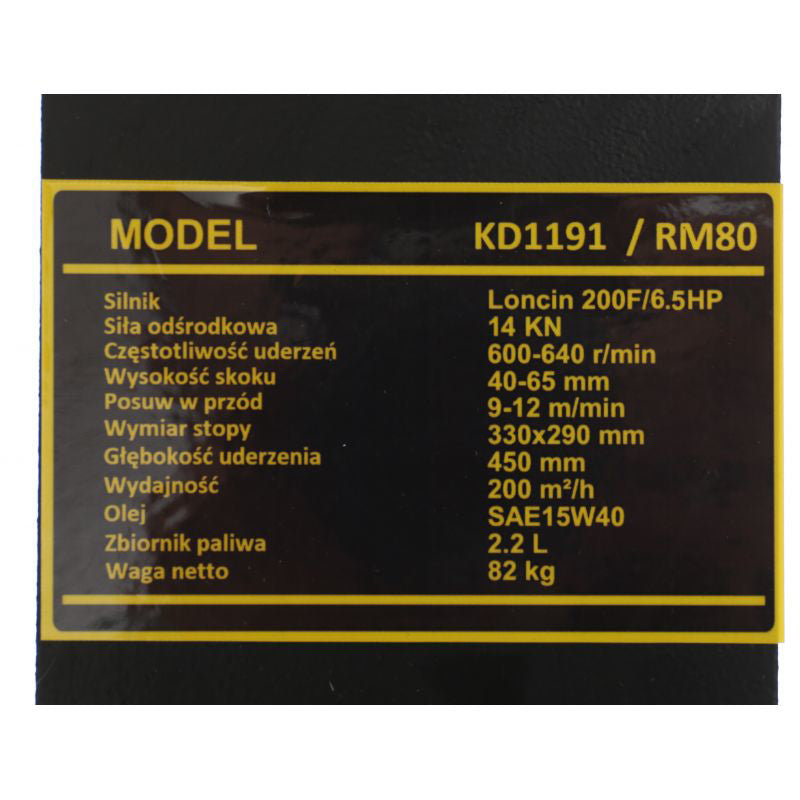 MODEL KD1191 / RM80
Silnik Loncin 200F/6.5HP
Siła odśrodkowa 14 KN
Częstotliwość uderzeń 600-640 r/min
Wysokość skoku 40-65 mm
Posuw w przód 9-12 m/min
Wymiar stopy 330x290 mm
Głębokość uderzenia 450 mm
Wydajność 200 m²/h
Olej SAE15W40
Zbiornik paliwa 2.2 L
Waga netto 82 kg